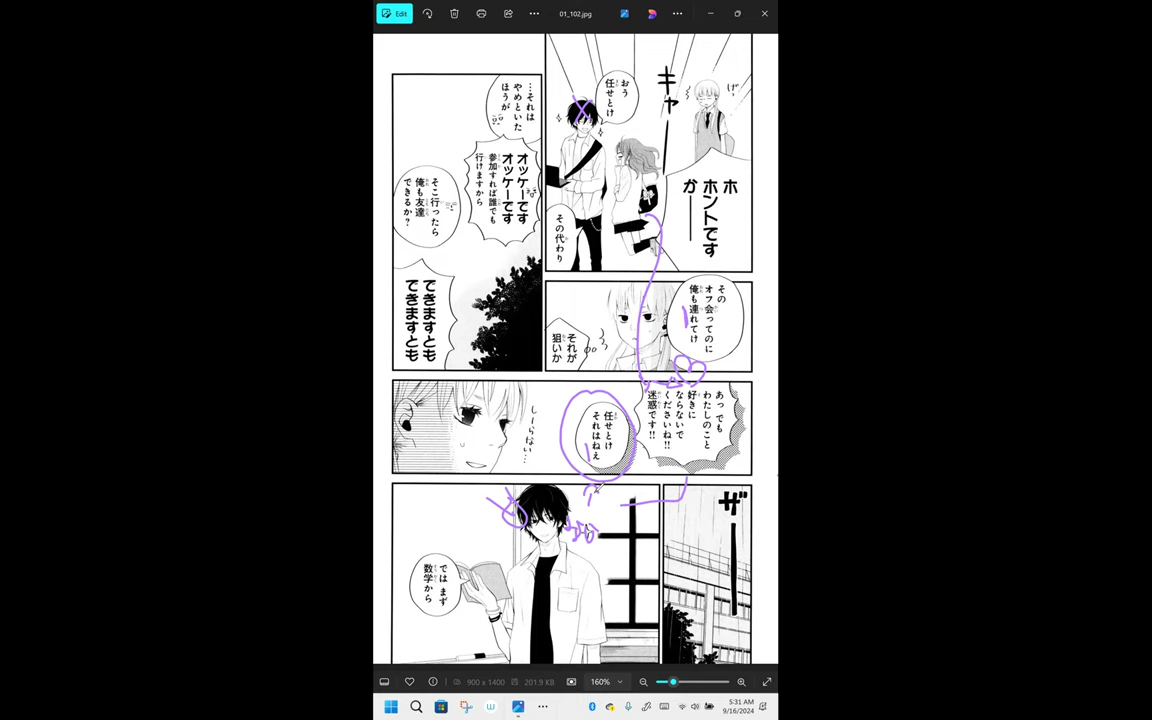 Edit
01_102.jpg
げ
キャー
おう
任せとけ
ホ
ホントです
か――
その代わり
…それは
やめといた
ほうが
オッケーです
オッケーです
参加すれば誰でも
行けますから
そこ行ったら
俺も友達
できるか?
できますとも
できますとも
その
オフ会ってのに
俺も連れてけ
それが
狙いか
あっ でも
わたしのこと
好きに
ならないで
くださいね!!
迷惑です!!
任せとけ
それはねえ
しーらない…
ザー
では まず
数学から
900 x 1400
201.9 KB
160%
5:31 AM
9/16/2024